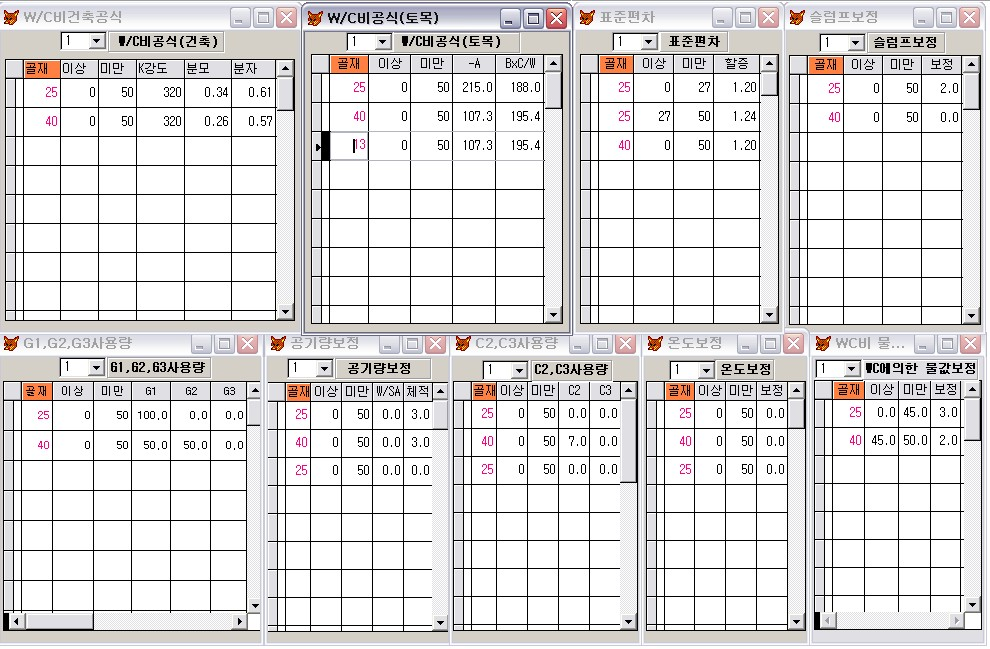 W/C비건축공식
1 W/C비공식(건축)
골재 이상 미만 K강도 분모 분자
25 0 50 320 0.34 0.61
40 0 50 320 0.26 0.57
W/C비공식(토목)
1 W/C비공식(토목)
골재 이상 미만 -A BxC/W
25 0 50 215.0 188.0
40 0 50 107.3 195.4
13 0 50 107.3 195.4
표준편차
1 표준편차
골재 이상 미만 할증
25 0 27 1.20
25 27 50 1.24
40 0 50 1.20
슬럼프보정
1 슬럼프보정
골재 이상 미만 보정
25 0 50 2.0
40 0 50 0.0
G1,G2,G3사용량
1 G1,G2,G3사용량
골재 이상 미만 G1 G2 G3
25 0 50 100.0 0.0 0.0
40 0 50 50.0 50.0 0.0
공기량보정
1 공기량보정
골재 이상 미만 W/SA 체적
25 0 50 0.0 3.0
40 0 50 0.0 3.0
25 0 50 0.0 0.0
C2,C3사용량
1 C2,C3사용량
골재 이상 미만 C2 C3
25 0 50 0.0 0.0
40 0 50 7.0 0.0
25 0 50 0.0 0.0
온도보정
1 온도보정
골재 이상 미만 보정
25 0 50 0.0
40 0 50 0.0
25 0 50 0.0
WC비 물...
1 WC에의한 물값보정
골재 이상 미만 보정
25 0.0 45.0 3.0
40 45.0 50.0 2.0